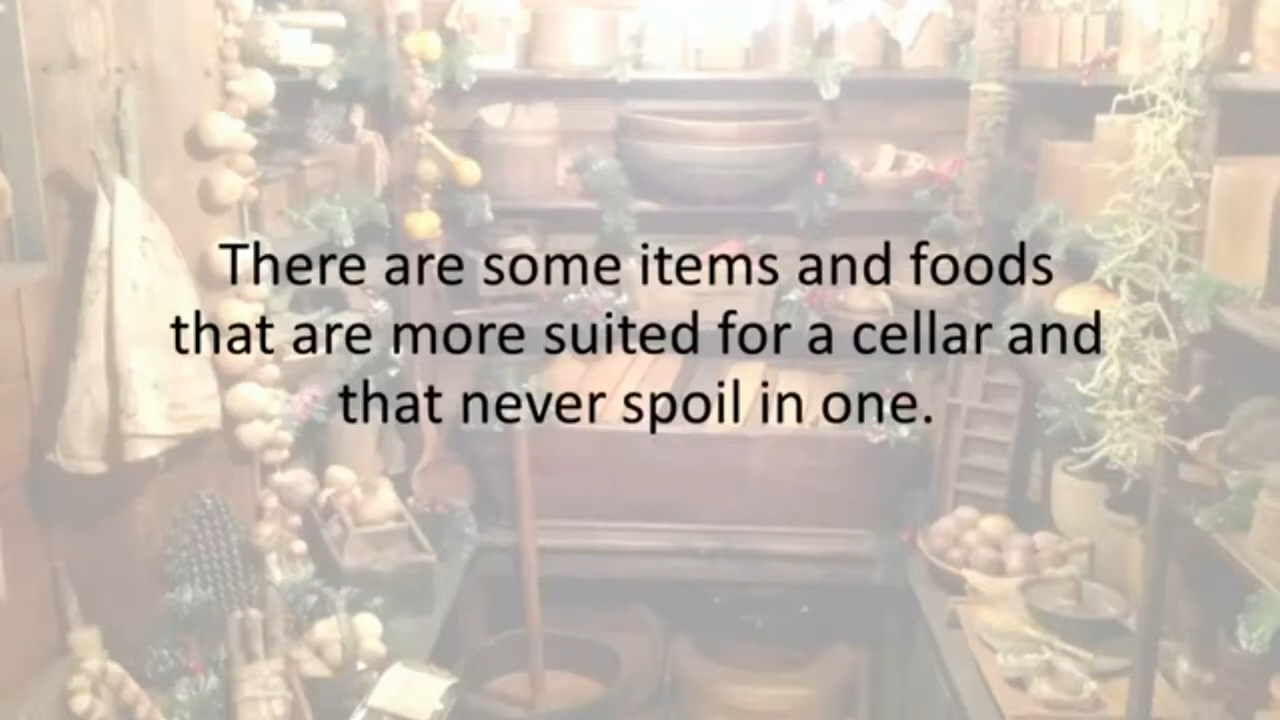 There are some items and foods
that are more suited for a cellar and
that never spoil in one.